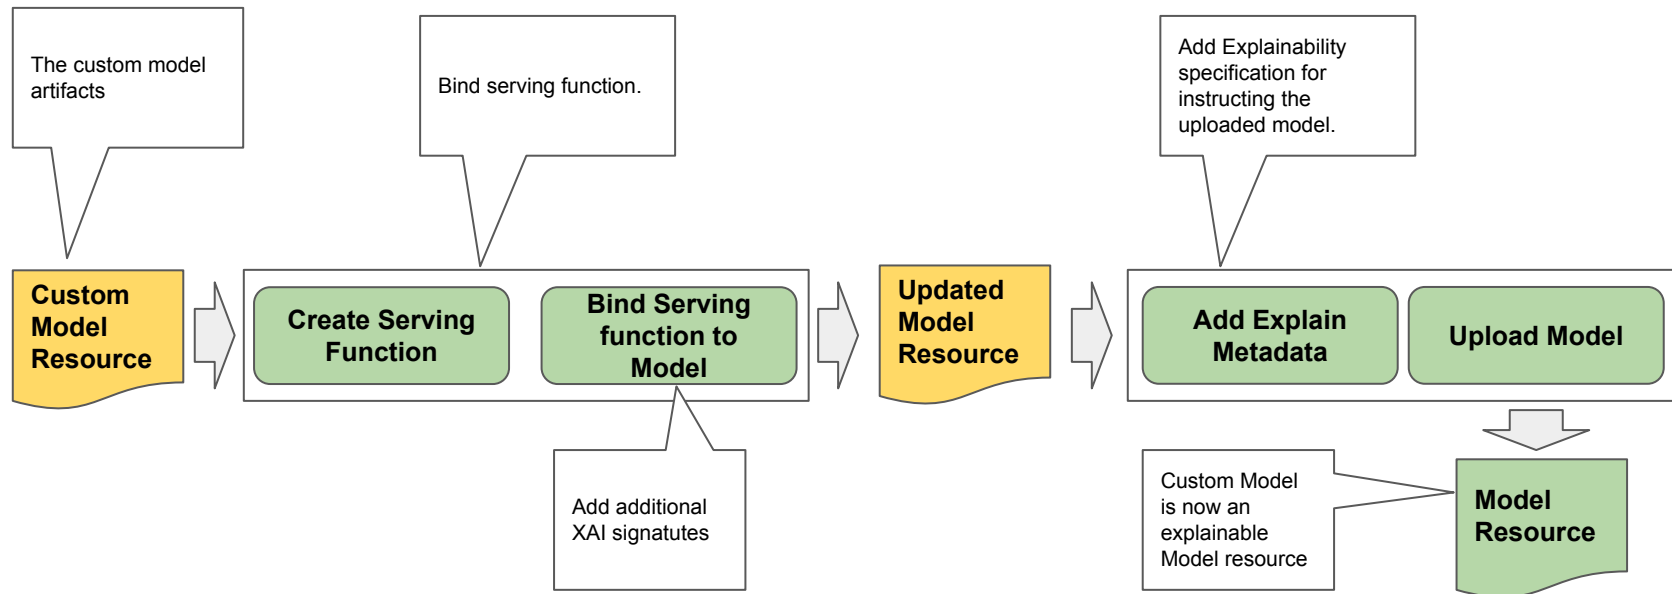 The custom model
artifacts
Bind serving function.
Add Explainability
specification for
instructing the
uploaded model.
Custom
Model
Resource
Create Serving
Function
Bind Serving
function to
Model
Updated
Model
Resource
Add Explain
Metadata
Upload Model
Add additional
XAI signatutes
Custom Model
is now an
explainable
Model resource
Model
Resource